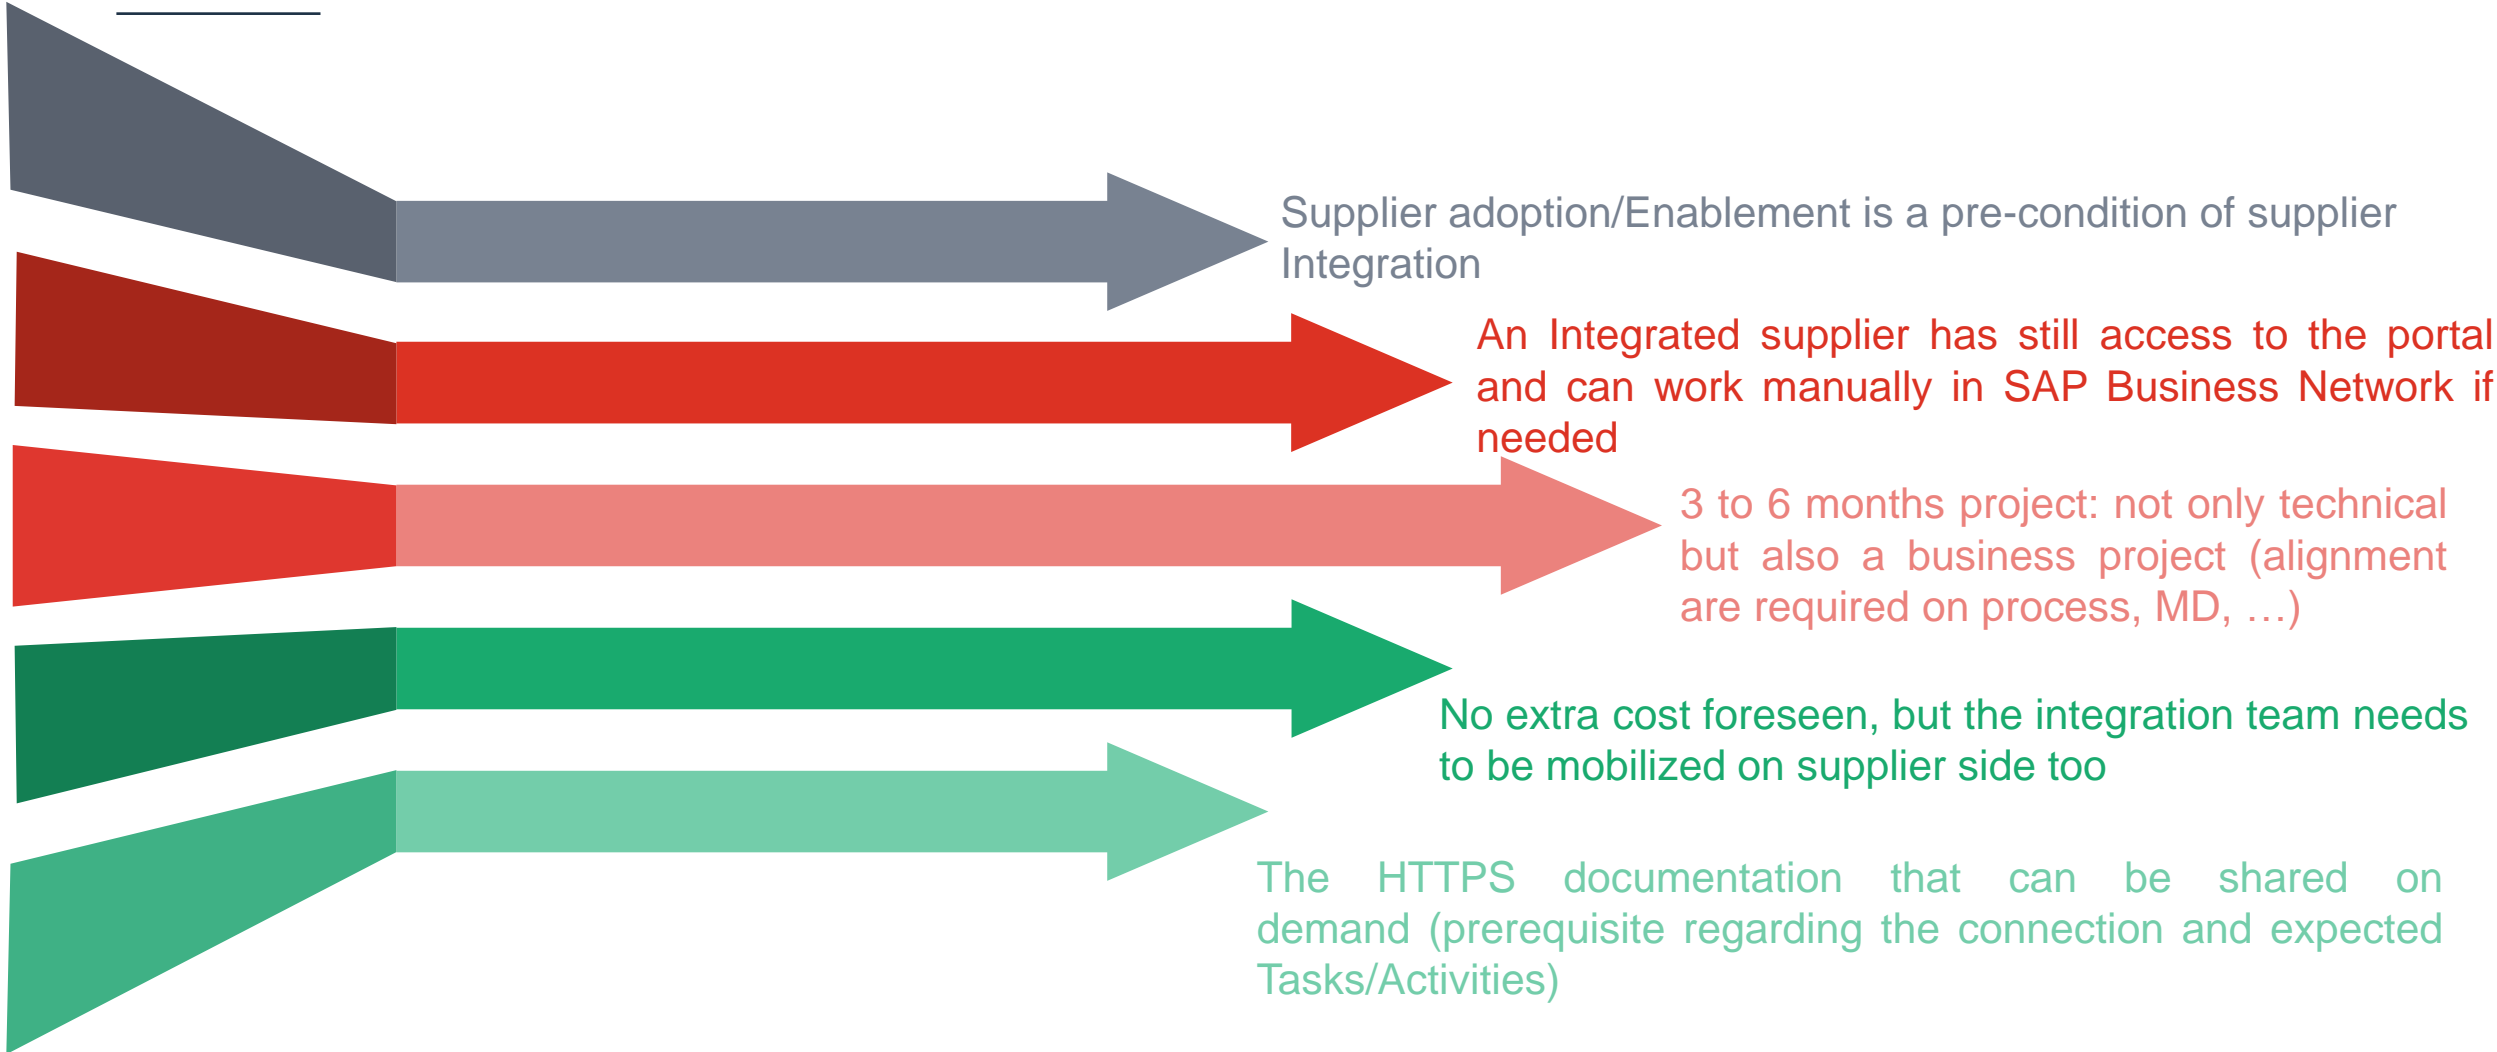 Supplier adoption/Enablement is a pre-condition of supplier
Integration
An Integrated supplier has still access to the portal
and can work manually in SAP Business Network if
needed
3 to 6 months project: not only technical
but also a business project (alignment
are required on process, MD, …)
No extra cost foreseen, but the integration team needs
to be mobilized on supplier side too
The HTTPS documentation that can be shared on
demand (prerequisite regarding the connection and expected
Tasks/Activities)